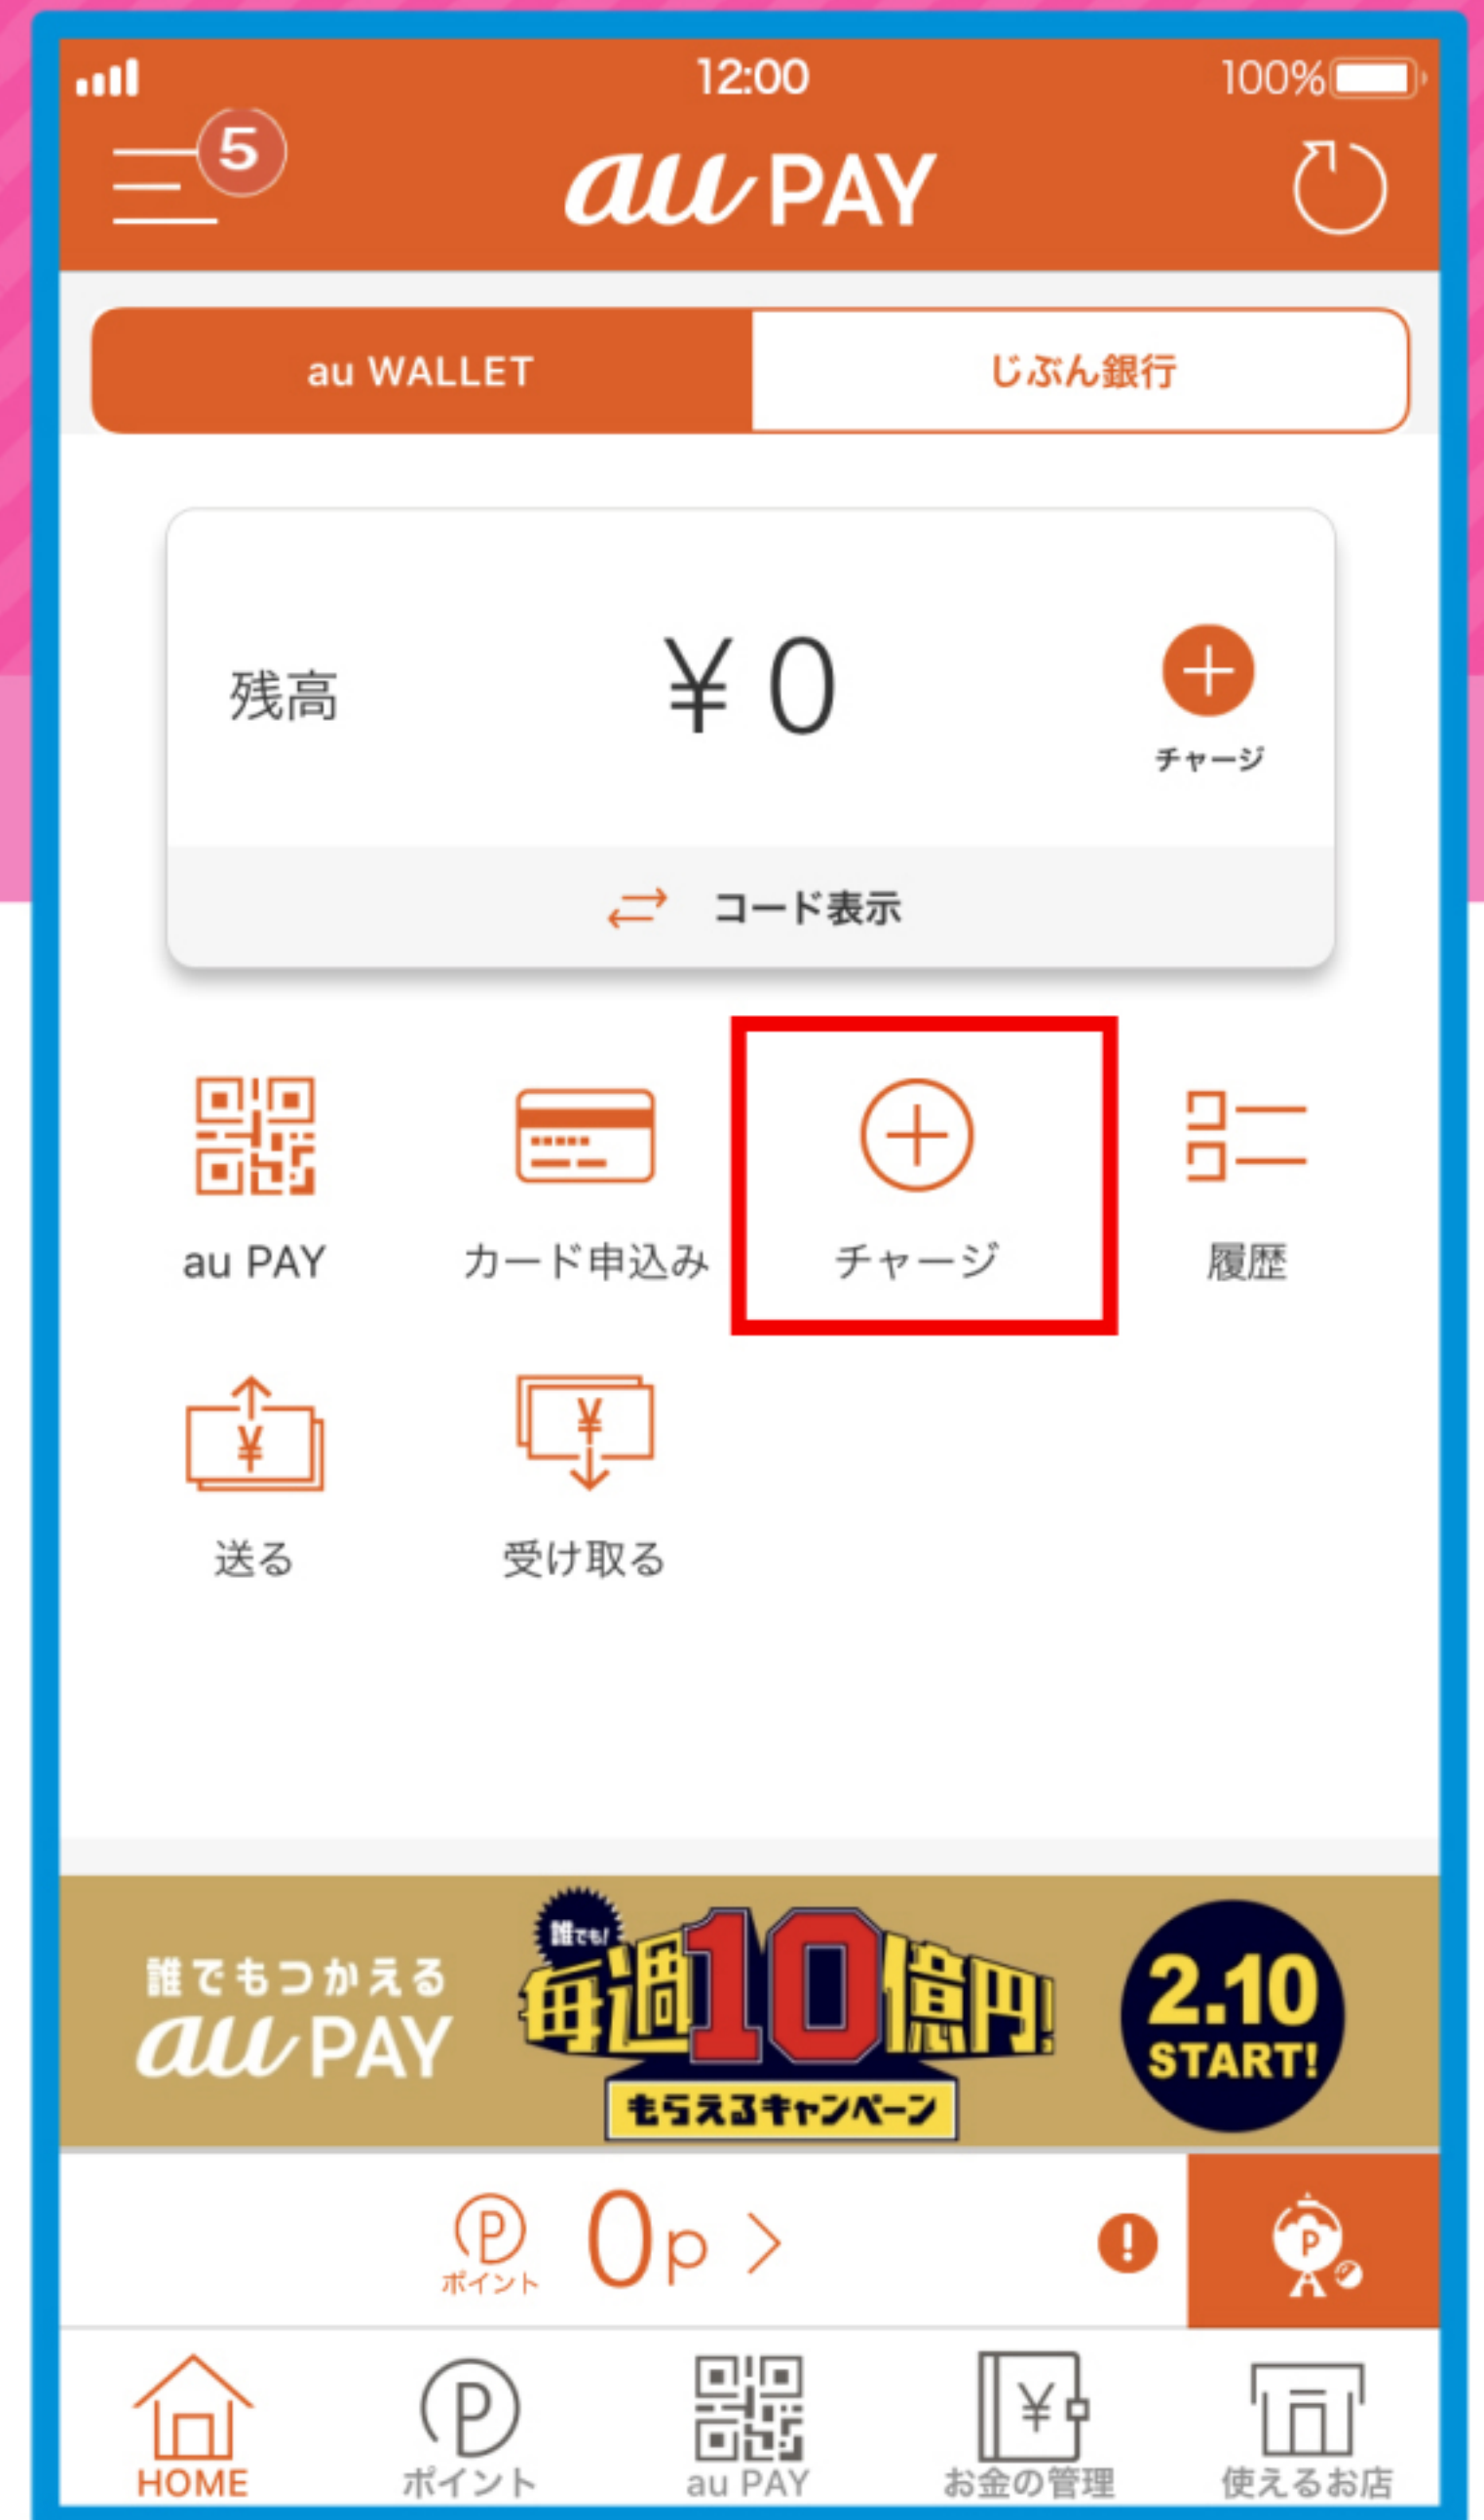 12:00
100%
5
au PAY
au WALLET
じぶん銀行
残高
¥0
チャージ
コード表示
au PAY
カード申込み
チャージ
履歴
¥
¥
送る
受け取る
誰でも!
毎週10億円!
もらえるキャンペーン
誰でもつかえる
au PAY
2.10
START!
P
ポイント
0p >
!
P
P
¥
HOME
ポイント
au PAY
お金の管理
使えるお店